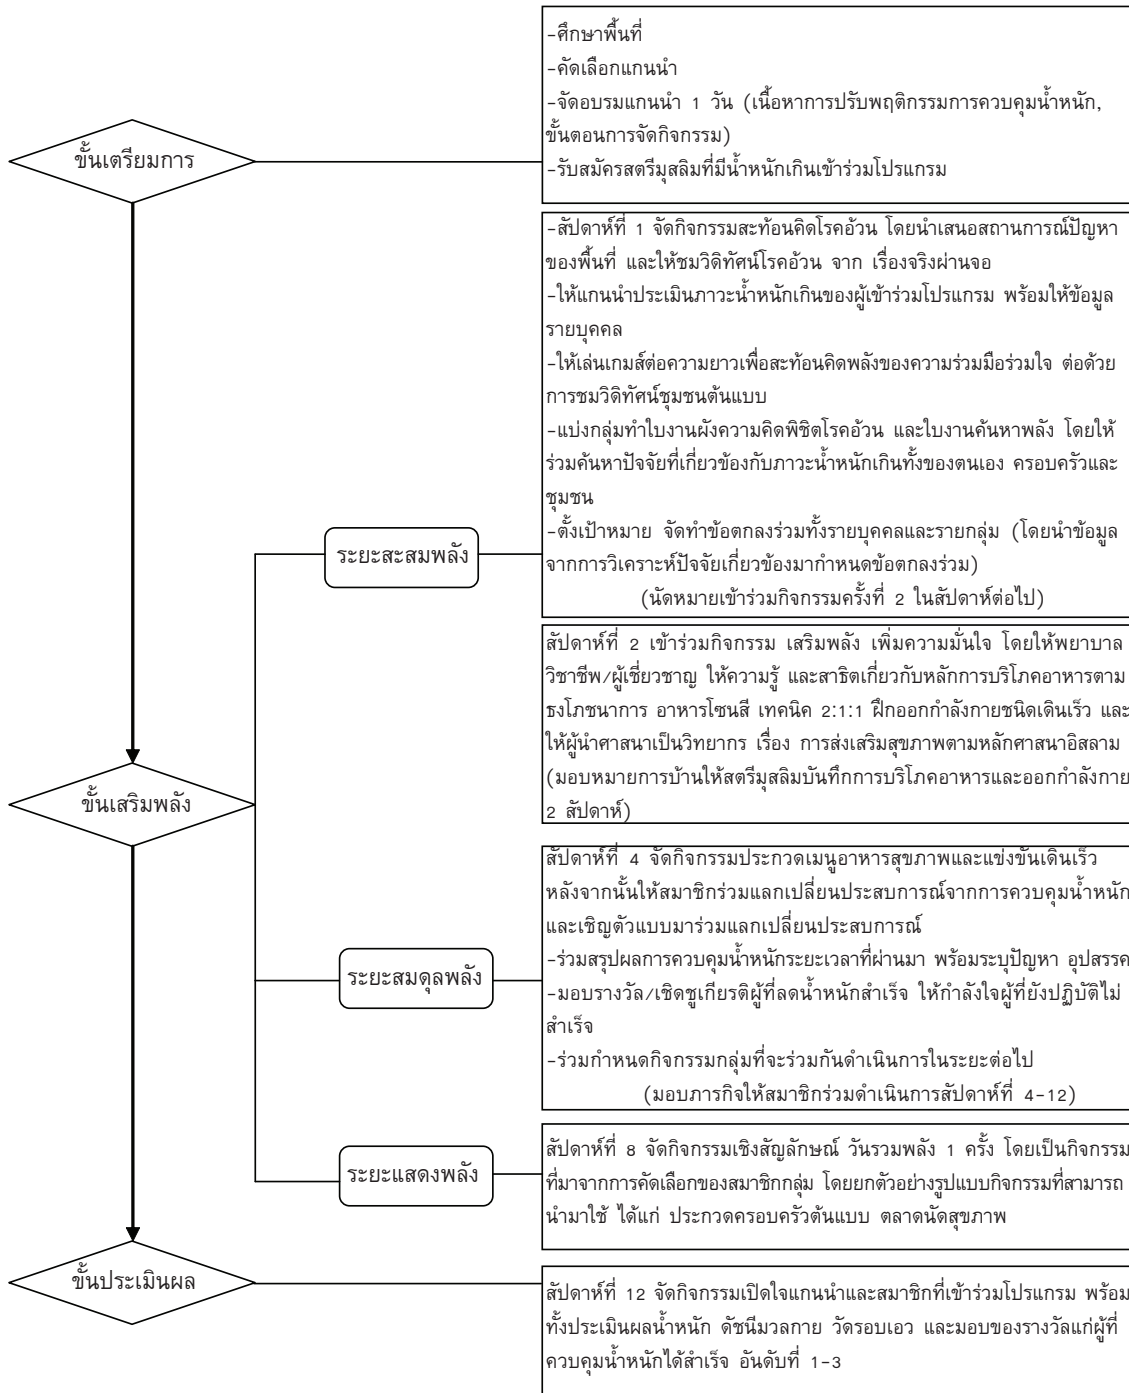 -ศึกษาพื้นที่
-คัดเลือกแกนนำ
-จัดอบรมแกนนำ 1 วัน (เนื้อหาการปรับพฤติกรรมการควบคุมน้ำหนัก,
ขั้นตอนการจัดกิจกรรม)
-รับสมัครสตรีมุสลิมที่มีน้ำหนักเกินเข้าร่วมโปรแกรม
ขั้นเตรียมการ
-สัปดาห์ที่ 1 จัดกิจกรรมสะท้อนคิดโรคอ้วน โดยนำเสนอสถานการณ์ปัญหา
ของพื้นที่ และให้ชมวิดิทัศน์โรคอ้วน จาก เรื่องจริงผ่านจอ
-ให้แกนนำประเมินภาวะน้ำหนักเกินของผู้เข้าร่วมโปรแกรม พร้อมให้ข้อมูล
รายบุคคล
-ให้เล่นเกมส์ต่อความยาวเพื่อสะท้อนคิดพลังของความร่วมมือร่วมใจ ต่อด้วย
การชมวิดิทัศน์ชุมชนต้นแบบ
-แบ่งกลุ่มทำใบงานผังความคิดพิชิตโรคอ้วน และใบงานค้นหาพลัง โดยให้
ร่วมค้นหาปัจจัยที่เกี่ยวข้องกับภาวะน้ำหนักเกินทั้งของตนเอง ครอบครัวและ
ชุมชน
-ตั้งเป้าหมาย จัดทำข้อตกลงร่วมทั้งรายบุคคลและรายกลุ่ม (โดยนำข้อมูล
จากการวิเคราะห์ปัจจัยเกี่ยวข้องมากำหนดข้อตกลงร่วม)
(นัดหมายเข้าร่วมกิจกรรมครั้งที่ 2 ในสัปดาห์ต่อไป)
ระยะสะสมพลัง
สัปดาห์ที่ 2 เข้าร่วมกิจกรรม เสริมพลัง เพิ่มความมั่นใจ โดยให้พยาบาล
วิชาชีพ/ผู้เชี่ยวชาญ ให้ความรู้ และสาธิตเกี่ยวกับหลักการบริโภคอาหารตาม
ธงโภชนาการ อาหารโซนสี เทคนิค 2:1:1 ฝึกออกกำลังกายชนิดเดินเร็ว และ
ให้ผู้นำศาสนาเป็นวิทยากร เรื่อง การส่งเสริมสุขภาพตามหลักศาสนาอิสลาม
(มอบหมายการบ้านให้สตรีมุสลิมบันทึกการบริโภคอาหารและออกกำลังกาย
2 สัปดาห์)
ขั้นเสริมพลัง
สัปดาห์ที่ 4 จัดกิจกรรมประกวดเมนูอาหารสุขภาพและแข่งขันเดินเร็ว
หลังจากนั้นให้สมาชิกร่วมแลกเปลี่ยนประสบการณ์จากการควบคุมน้ำหนัก
และเชิญตัวแบบมาร่วมแลกเปลี่ยนประสบการณ์
-ร่วมสรุปผลการควบคุมน้ำหนักระยะเวลาที่ผ่านมา พร้อมระบุปัญหา อุปสรรค
-มอบรางวัล/เชิดชูเกียรติผู้ที่ลดน้ำหนักสำเร็จ ให้กำลังใจผู้ที่ยังปฏิบัติไม่
สำเร็จ
-ร่วมกำหนดกิจกรรมกลุ่มที่จะร่วมกันดำเนินการในระยะต่อไป
(มอบภารกิจให้สมาชิกร่วมดำเนินการสัปดาห์ที่ 4-12)
ระยะสมดุลพลัง
สัปดาห์ที่ 8 จัดกิจกรรมเชิงสัญลักษณ์ วันรวมพลัง 1 ครั้ง โดยเป็นกิจกรรม
ที่มาจากการคัดเลือกของสมาชิกกลุ่ม โดยยกตัวอย่างรูปแบบกิจกรรมที่สามารถ
นำมาใช้ ได้แก่ ประกวดครอบครัวต้นแบบ ตลาดนัดสุขภาพ
ระยะแสดงพลัง
ขั้นประเมินผล
สัปดาห์ที่ 12 จัดกิจกรรมเปิดใจแกนนำและสมาชิกที่เข้าร่วมโปรแกรม พร้อม
ทั้งประเมินผลน้ำหนัก ดัชนีมวลกาย วัดรอบเอว และมอบของรางวัลแก่ผู้ที่
ควบคุมน้ำหนักได้สำเร็จ อันดับที่ 1-3